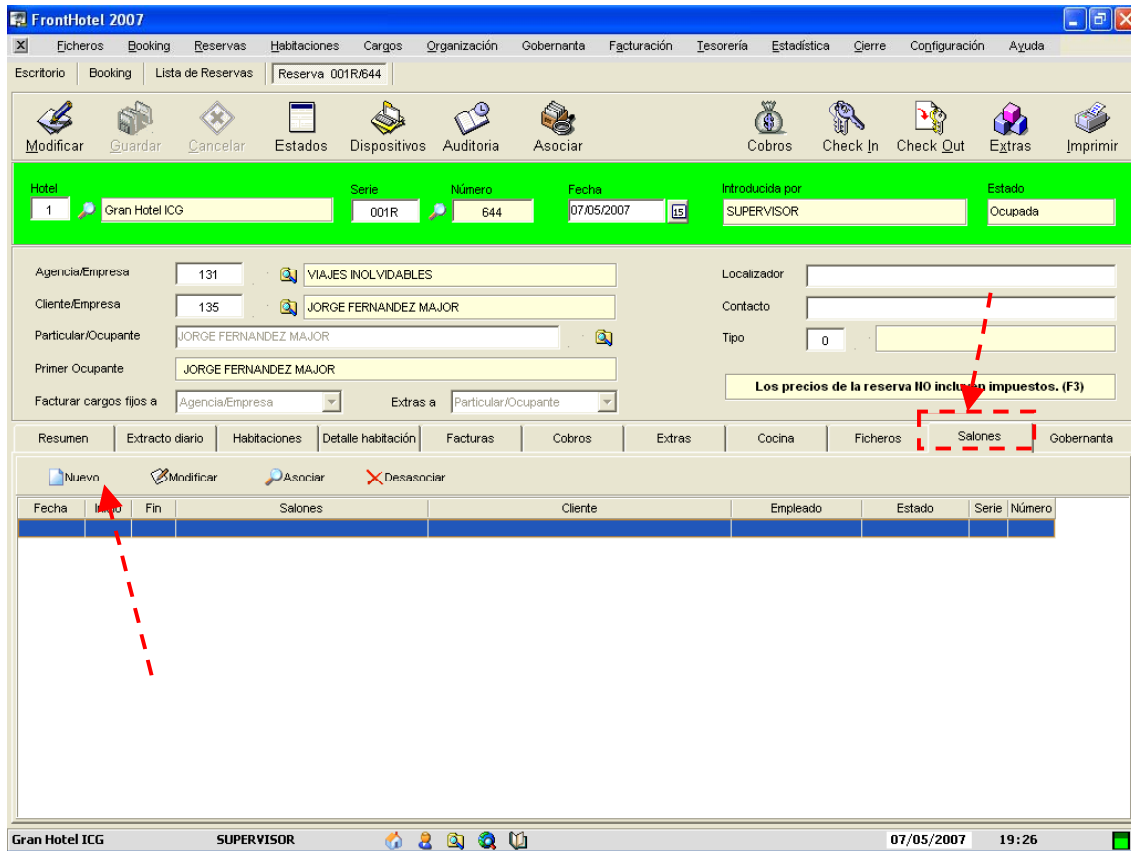 FrontHotel 2007
X Ficheros Booking Reservas Habitaciones Cargos Organización Gobernanta Facturación Tesorería Estadística Cierre Configuración Ayuda
Escritorio Booking Lista de Reservas Reserva 001R/644
Modificar Guardar Cancelar Estados Dispositivos Auditoria Asociar Cobros Check In Check Out Extras Imprimir
Hotel Serie Número Fecha Introducida por Estado
1 Gran Hotel ICG 001R 644 07/05/2007 15 SUPERVISOR Ocupada
Agencia/Empresa 131 VIAJES INOLVIDABLES Localizador
Cliente/Empresa 135 JORGE FERNANDEZ MAJOR Contacto
Particular/Ocupante JORGE FERNANDEZ MAJOR Tipo 0
Primer Ocupante JORGE FERNANDEZ MAJOR
Los precios de la reserva NO incluyen impuestos. (F3)
Facturar cargos fijos a Agencia/Empresa Extras a Particular/Ocupante
Resumen Extracto diario Habitaciones Detalle habitación Facturas Cobros Extras Cocina Ficheros Salones Gobernanta
Nuevo Modificar Asociar Desasociar
Fecha Inicio Fin Salones Cliente Empleado Estado Serie Número
Gran Hotel ICG SUPERVISOR 07/05/2007 19:26